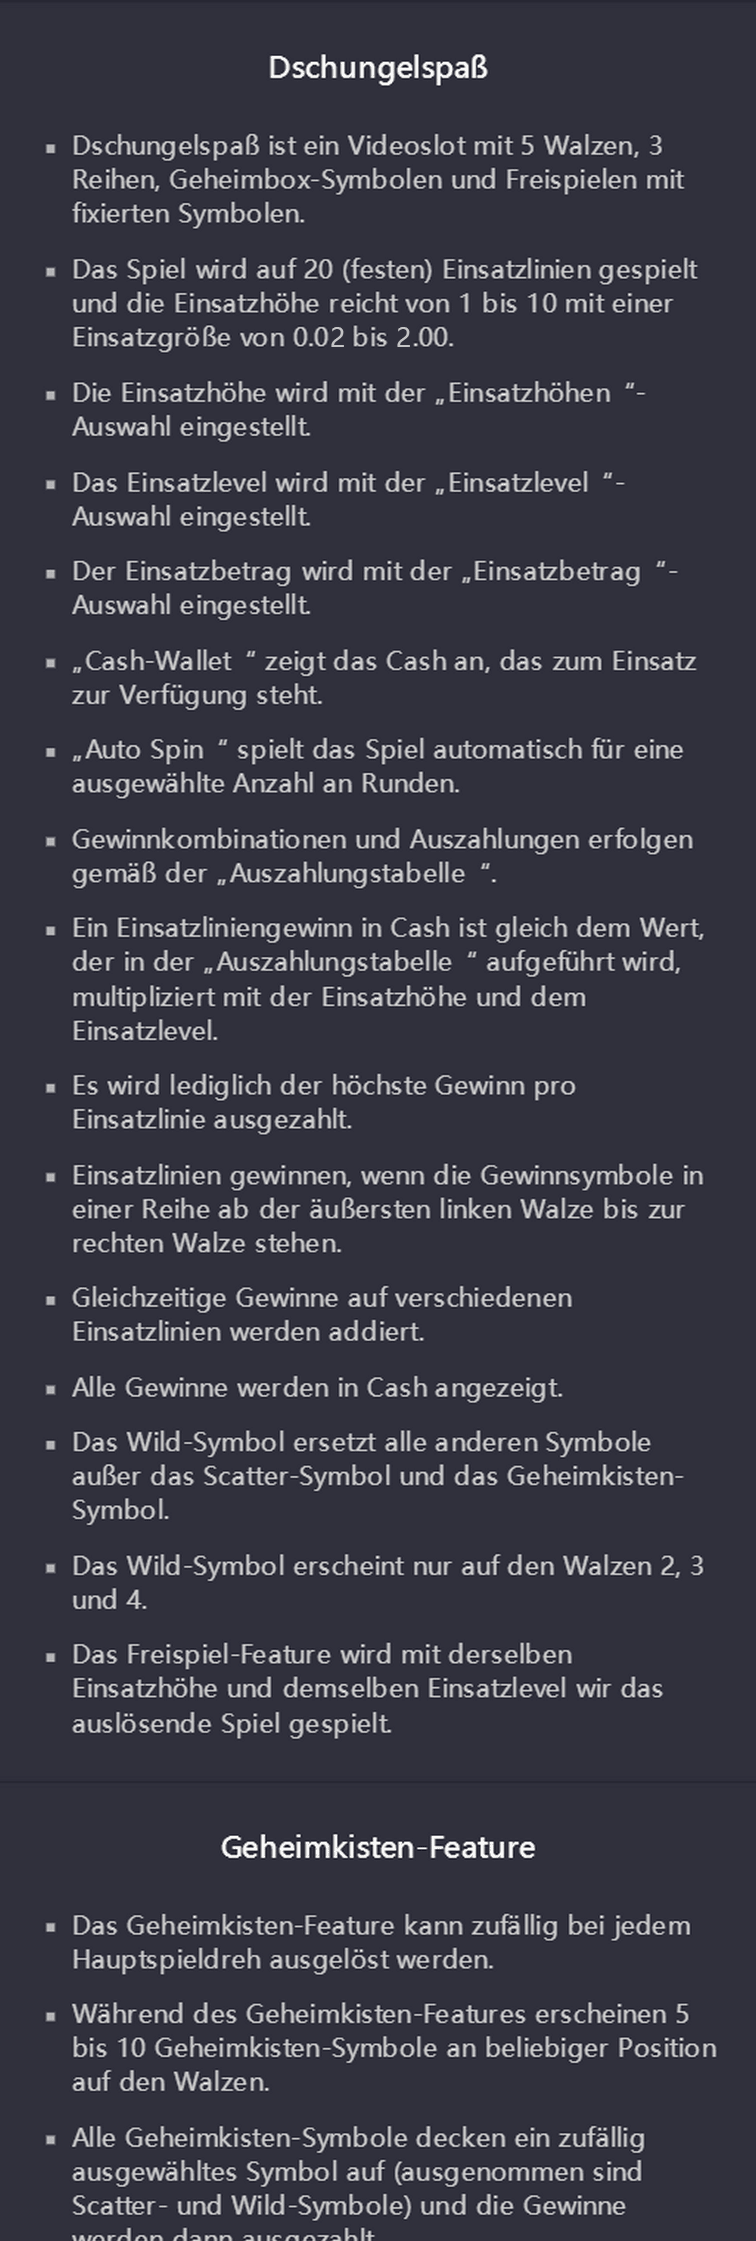 Dschungelspaß
▪ Dschungelspaß ist ein Videoslot mit 5 Walzen, 3
Reihen, Geheimbox-Symbolen und Freispielen mit
fixierten Symbolen.
▪ Das Spiel wird auf 20 (festen) Einsatzlinien gespielt
und die Einsatzhöhe reicht von 1 bis 10 mit einer
Einsatzgröße von 0.02 bis 2.00.
▪ Die Einsatzhöhe wird mit der „Einsatzhöhen “-
Auswahl eingestellt.
▪ Das Einsatzlevel wird mit der „Einsatzlevel “-
Auswahl eingestellt.
▪ Der Einsatzbetrag wird mit der „Einsatzbetrag “-
Auswahl eingestellt.
▪ „Cash-Wallet “ zeigt das Cash an, das zum Einsatz
zur Verfügung steht.
▪ „Auto Spin “ spielt das Spiel automatisch für eine
ausgewählte Anzahl an Runden.
▪ Gewinnkombinationen und Auszahlungen erfolgen
gemäß der „Auszahlungstabelle “.
▪ Ein Einsatzliniengewinn in Cash ist gleich dem Wert,
der in der „Auszahlungstabelle “ aufgeführt wird,
multipliziert mit der Einsatzhöhe und dem
Einsatzlevel.
▪ Es wird lediglich der höchste Gewinn pro
Einsatzlinie ausgezahlt.
▪ Einsatzlinien gewinnen, wenn die Gewinnsymbole in
einer Reihe ab der äußersten linken Walze bis zur
rechten Walze stehen.
▪ Gleichzeitige Gewinne auf verschiedenen
Einsatzlinien werden addiert.
▪ Alle Gewinne werden in Cash angezeigt.
▪ Das Wild-Symbol ersetzt alle anderen Symbole
außer das Scatter-Symbol und das Geheimkisten-
Symbol.
▪ Das Wild-Symbol erscheint nur auf den Walzen 2, 3
und 4.
▪ Das Freispiel-Feature wird mit derselben
Einsatzhöhe und demselben Einsatzlevel wir das
auslösende Spiel gespielt.
Geheimkisten-Feature
▪ Das Geheimkisten-Feature kann zufällig bei jedem
Hauptspieldreh ausgelöst werden.
▪ Während des Geheimkisten-Features erscheinen 5
bis 10 Geheimkisten-Symbole an beliebiger Position
auf den Walzen.
▪ Alle Geheimkisten-Symbole decken ein zufällig
ausgewähltes Symbol auf (ausgenommen sind
Scatter- und Wild-Symbole) und die Gewinne
werden dann ausgezahlt